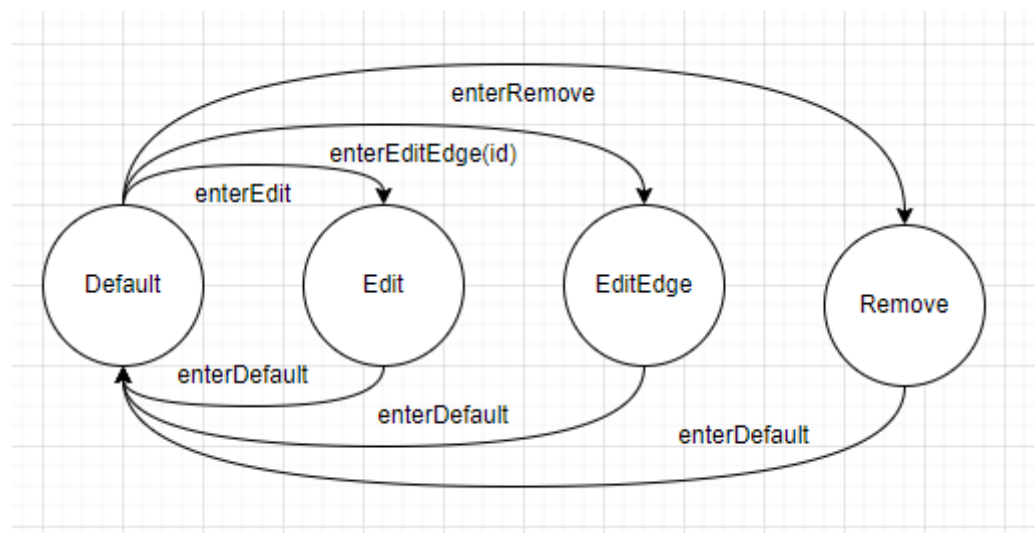 enterRemove
enterEditEdge(id)
enterEdit
Default
Edit
EditEdge
Remove
enterDefault
enterDefault
enterDefault